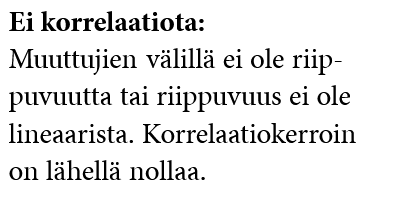 Ei korrelaatiota:
Muuttujien välillä ei ole riip-
puvuutta tai riippuvuus ei ole
lineaarista. Korrelaatiokerroin
on lähellä nollaa.